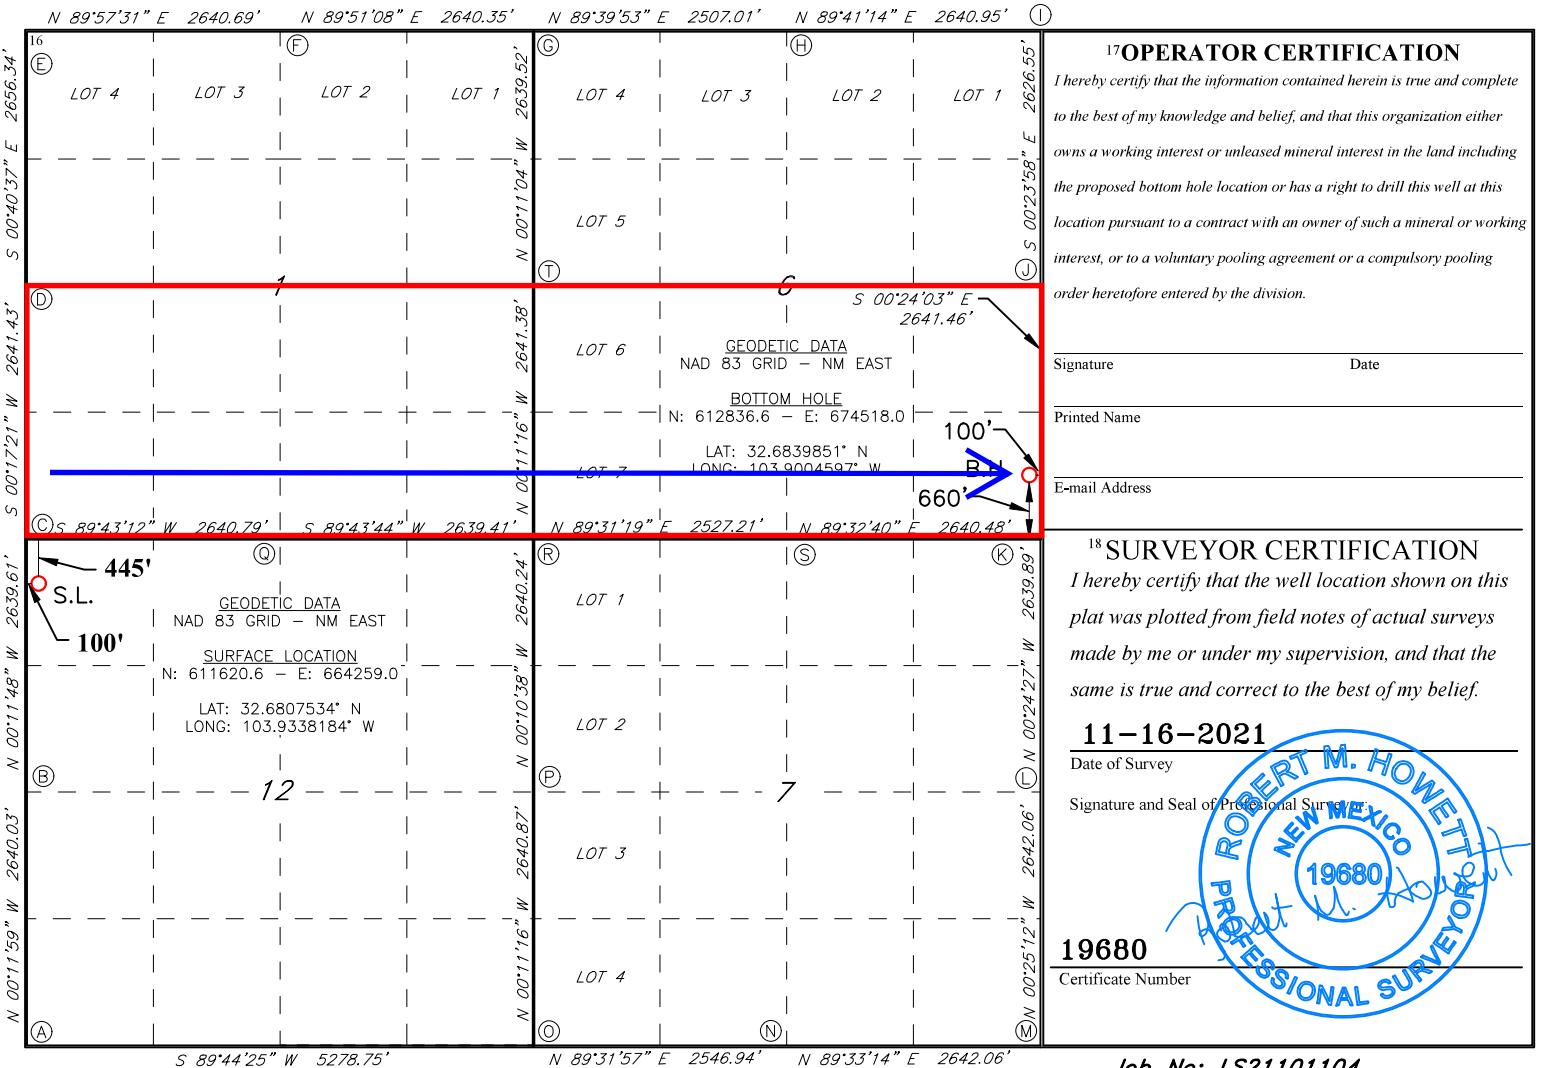 N 89°57'31" E 2640.69' N 89°51'08" E 2640.35' N 89°39'53" E 2507.01' N 89°41'14" E 2640.95' I
16
E F G H
LOT 4 LOT 3 LOT 2 LOT 1 LOT 4 LOT 3 LOT 2 LOT 1
S 00°40'37" E 2656.34'
N 00°11'04" W 2639.52'
S 00°23'58" E 2626.55'
LOT 5
T J
D 1 6
S 00°24'03" E
2641.46'
S 00°17'21" W 2641.43'
N 00°11'16" W 2641.38'
LOT 6
GEODETIC DATA
NAD 83 GRID – NM EAST
BOTTOM HOLE
N: 612836.6 – E: 674518.0
LAT: 32.6839851° N
LONG: 103.9004597° W
LOT 7
100'
B.H.
660'
C S 89°43'12" W 2640.79' S 89°43'44" W 2639.41' N 89°31'19" E 2527.21' N 89°32'40" E 2640.48'
Q R S K
445'
S.L.
100'
GEODETIC DATA
NAD 83 GRID – NM EAST
SURFACE LOCATION
N: 611620.6 – E: 664259.0
LAT: 32.6807534° N
LONG: 103.9338184° W
N 00°11'48" W 2639.61'
N 00°10'38" W 2640.24'
N 00°24'27" W 2639.89'
LOT 1
LOT 2
B 12 P 7 L
LOT 3
LOT 4
N 00°11'59" W 2640.03'
N 00°11'16" W 2640.87'
N 00°25'12" W 2642.06'
A O N M
S 89°44'25" W 5278.75' N 89°31'57" E 2546.94' N 89°33'14" E 2642.06'
17 OPERATOR CERTIFICATION
I hereby certify that the information contained herein is true and complete
to the best of my knowledge and belief, and that this organization either
owns a working interest or unleased mineral interest in the land including
the proposed bottom hole location or has a right to drill this well at this
location pursuant to a contract with an owner of such a mineral or working
interest, or to a voluntary pooling agreement or a compulsory pooling
order heretofore entered by the division.
Signature Date
Printed Name
E-mail Address
18 SURVEYOR CERTIFICATION
I hereby certify that the well location shown on this
plat was plotted from field notes of actual surveys
made by me or under my supervision, and that the
same is true and correct to the best of my belief.
11-16-2021
Date of Survey
Signature and Seal of Profesional Surveyor:
ROBERT M. HOWETT
NEW MEXICO
19680
PROFESSIONAL SURVEYOR
Robert M. Howett
19680
Certificate Number
Job No: LS21101104